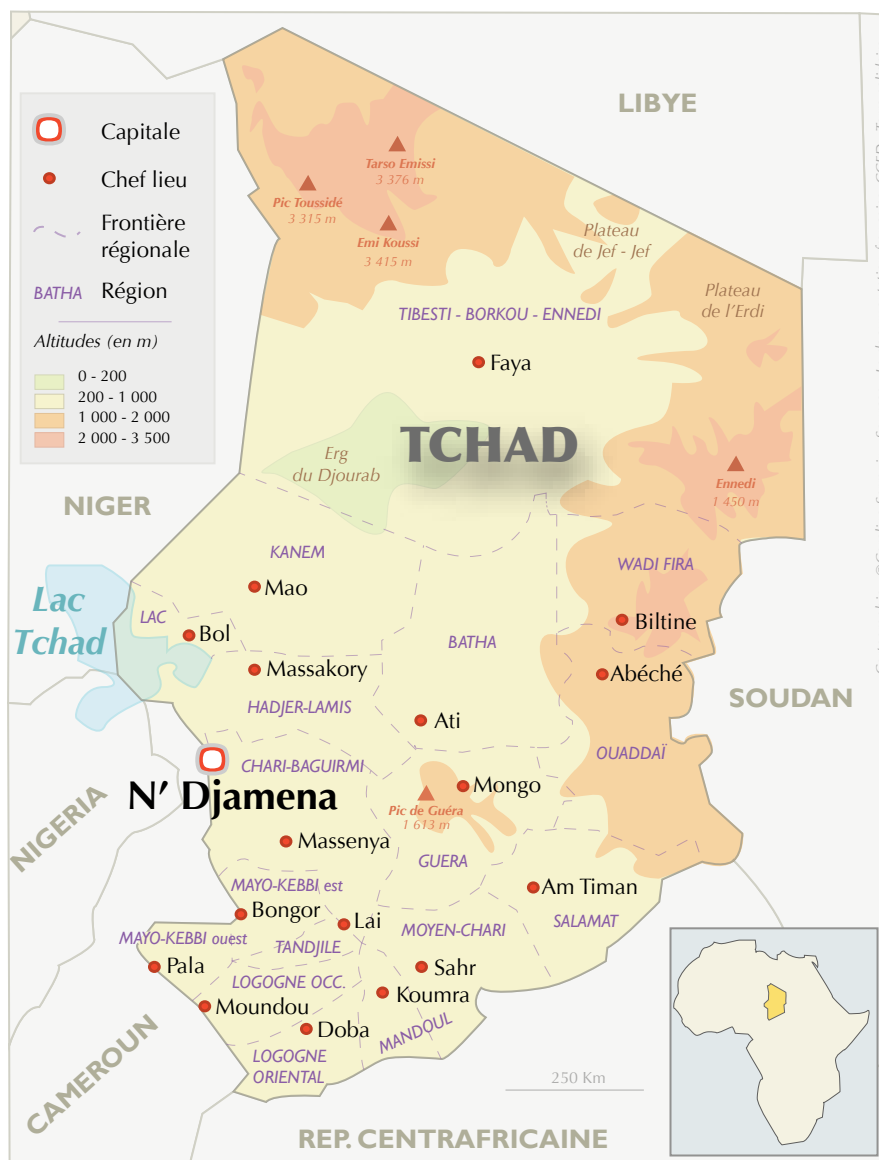 LIBYE
Capitale
Chef lieu
Frontière
régionale
BATHA
Région
Altitudes (en m)
0 - 200
200 - 1 000
1 000 - 2 000
2 000 - 3 500
Tarso Emissi
3 376 m
Pic Toussidé
3 315 m
Emi Koussi
3 415 m
Plateau
de Jef - Jef
Plateau
de l'Erdi
TIBESTI - BORKOU - ENNEDI
Faya
TCHAD
Erg
du Djourab
Ennedi
1 450 m
NIGER
KANEM
WADI FIRA
Mao
Lac
Tchad
LAC
Bol
Biltine
BATHA
Massakory
Abéché
SOUDAN
HADJER-LAMIS
Ati
OUADDAÏ
CHARI-BAGUIRMI
N' Djamena
Mongo
Pic de Guéra
1 613 m
NIGERIA
Massenya
GUERA
MAYO-KEBBI est
Am Timan
Bongor
Lai
SALAMAT
MOYEN-CHARI
MAYO-KEBBI ouest
TANDJILE
Pala
Sahr
LOGOGNE OCC.
Koumra
Moundou
Doba
MANDOUL
LOGOGNE
ORIENTAL
CAMEROUN
250 Km
REP. CENTRAFRICAINE